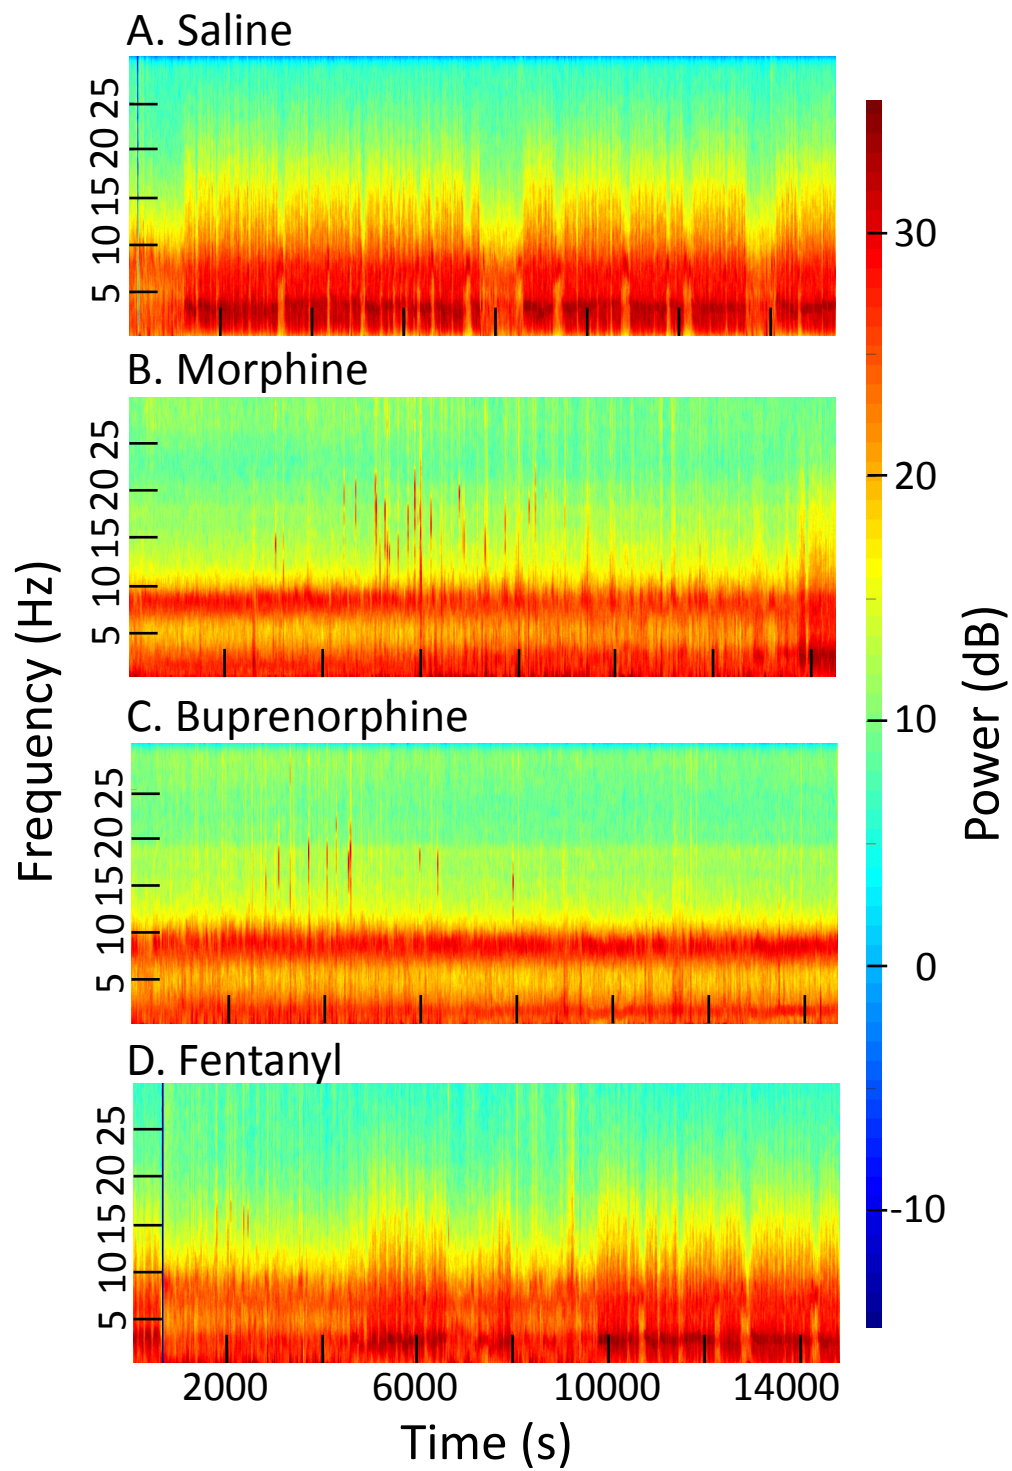 A. Saline
5 10 15 20 25
B. Morphine
5 10 15 20 25
C. Buprenorphine
5 10 15 20 25
D. Fentanyl
5 10 15 20 25
2000 6000 10000 14000
Time (s)
Frequency (Hz)
30
20
10
0
-10
Power (dB)